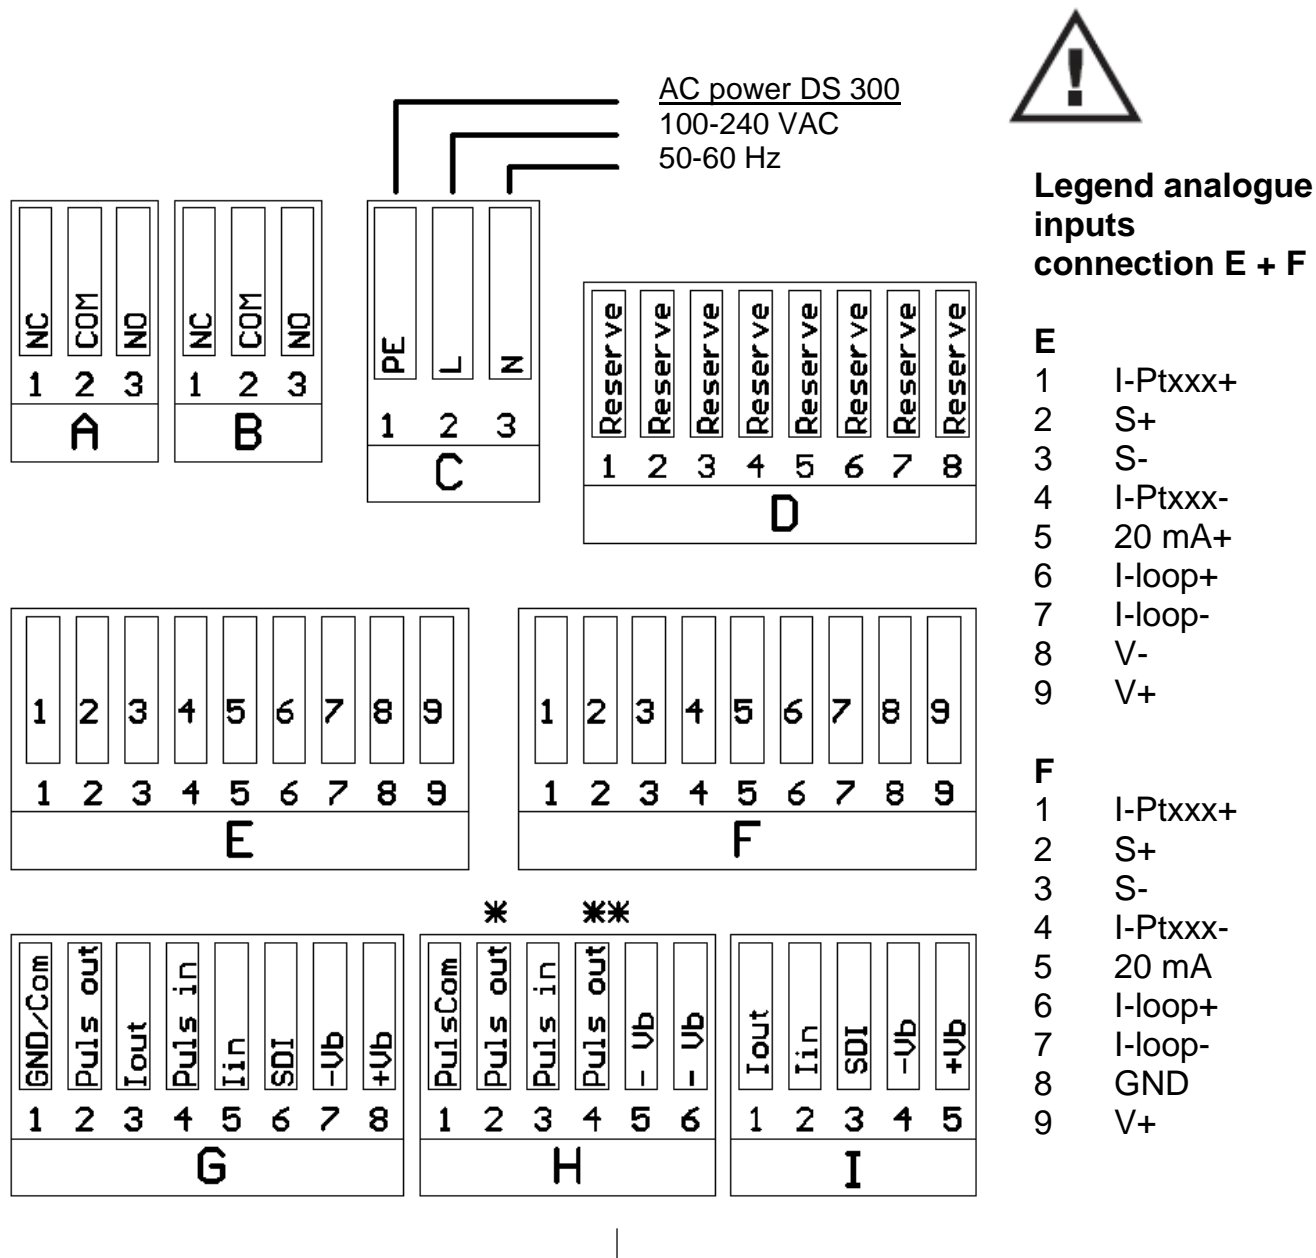 AC power DS 300
100-240 VAC
50-60 Hz
NC COM NO
1 2 3
A
NC COM NO
1 2 3
B
PE L N
1 2 3
C
Reserve Reserve Reserve Reserve Reserve Reserve Reserve Reserve
1 2 3 4 5 6 7 8
D
1 2 3 4 5 6 7 8 9
1 2 3 4 5 6 7 8 9
E
1 2 3 4 5 6 7 8 9
1 2 3 4 5 6 7 8 9
F
GND/Com Puls out Iout Puls in Iin SDI -Vb +Vb
1 2 3 4 5 6 7 8
G
* **
PulsCom Puls out Puls in Puls out - Vb - Vb
1 2 3 4 5 6
H
Iout Iin SDI -Vb +Vb
1 2 3 4 5
I
Legend analogue
inputs
connection E + F
E
1 I-Ptxxx+
2 S+
3 S-
4 I-Ptxxx-
5 20 mA+
6 I-loop+
7 I-loop-
8 V-
9 V+
F
1 I-Ptxxx+
2 S+
3 S-
4 I-Ptxxx-
5 20 mA
6 I-loop+
7 I-loop-
8 GND
9 V+